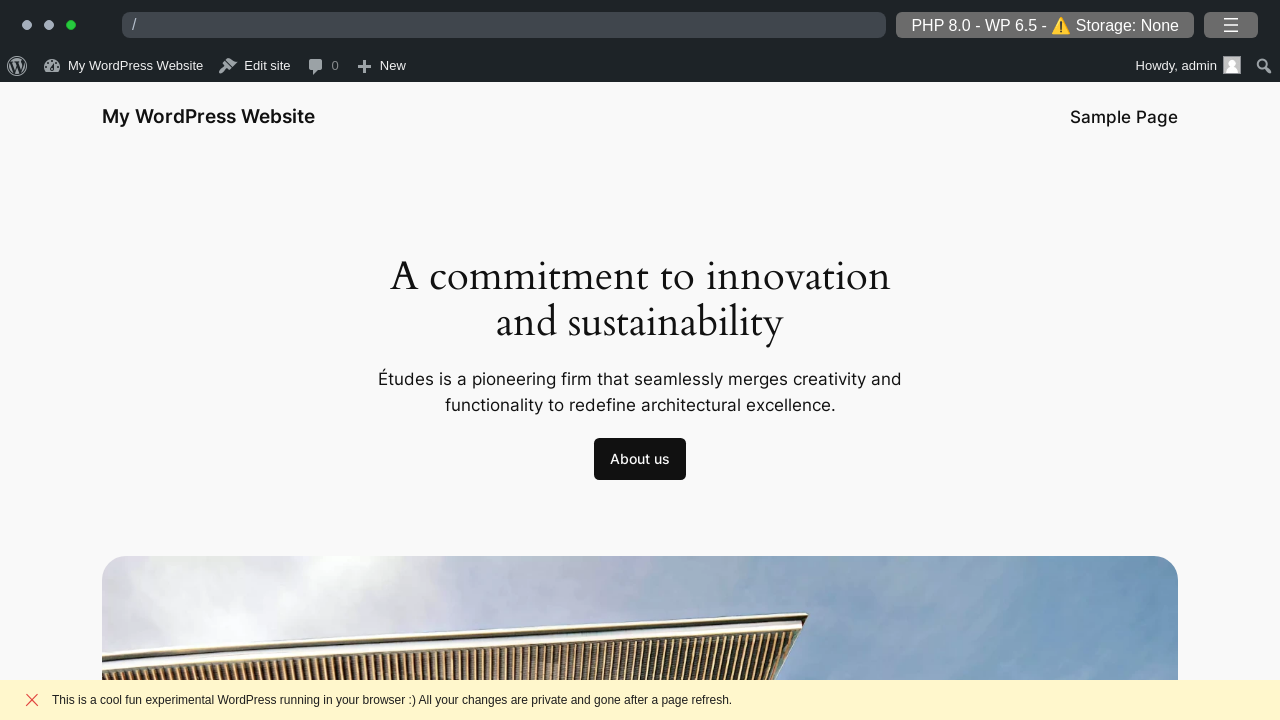 /
PHP 8.0 - WP 6.5 - ⚠️ Storage: None
My WordPress Website
Edit site
0
New
Howdy, admin
My WordPress Website
Sample Page
A commitment to innovation
and sustainability
Études is a pioneering firm that seamlessly merges creativity and
functionality to redefine architectural excellence.
About us
This is a cool fun experimental WordPress running in your browser :) All your changes are private and gone after a page refresh.